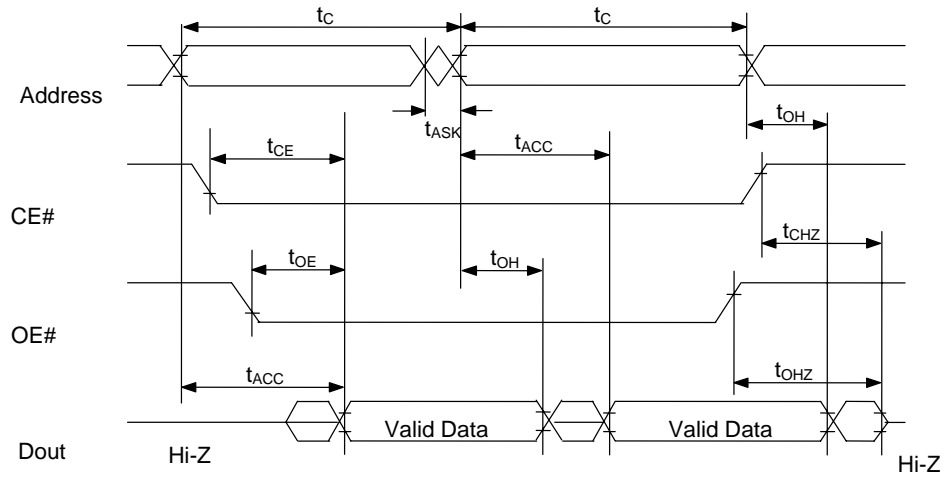 tC tC
Address
tASK tOH
tCE tACC
CE#
tCHZ
tOE tOH
OE#
tACC tOHZ
Valid Data Valid Data
Dout
Hi-Z Hi-Z